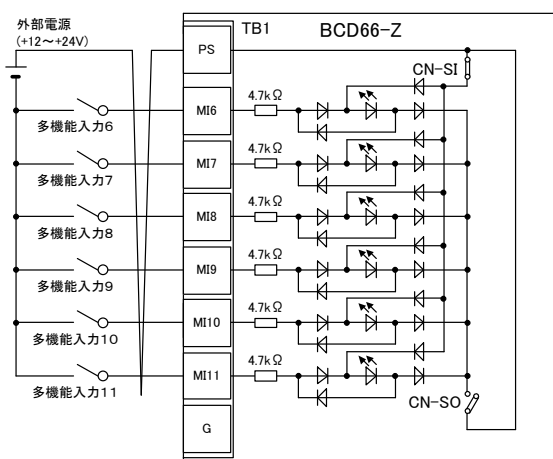 外部電源
(+12～+24V)
TB1
BCD66-Z
PS
CN-SI
MI6
4.7kΩ
多機能入力6
MI7
4.7kΩ
多機能入力7
MI8
4.7kΩ
多機能入力8
MI9
4.7kΩ
多機能入力9
MI10
4.7kΩ
多機能入力10
MI11
4.7kΩ
多機能入力11
CN-SO
G